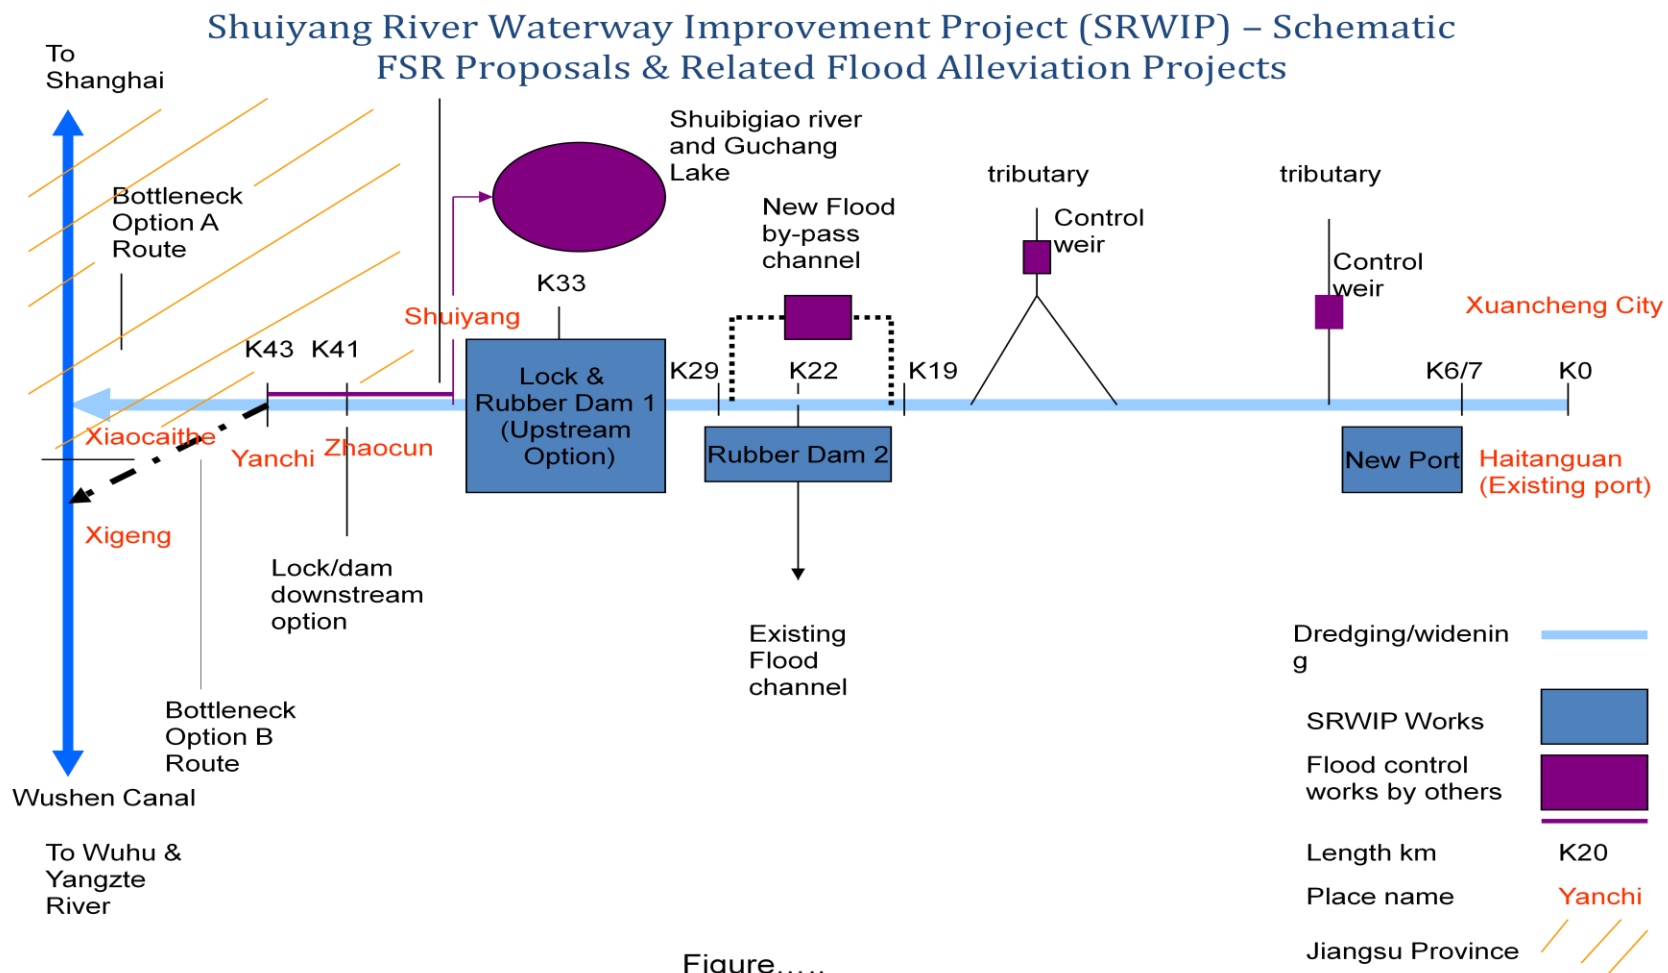 Shuiyang River Waterway Improvement Project (SRWIP) – Schematic
FSR Proposals & Related Flood Alleviation Projects
To
Shanghai
Shuibigiao river
and Guchang
Lake
tributary
tributary
Bottleneck
Option A
Route
New Flood
by-pass
channel
Control
weir
Control
weir
K33
Shuiyang
Xuancheng City
K43
K41
K29
K22
K19
K6/7
K0
Lock &
Rubber Dam 1
(Upstream
Option)
Xiaocaithe
Yanchi
Zhaocun
Rubber Dam 2
New Port
Haitanguan
(Existing port)
Xigeng
Lock/dam
downstream
option
Existing
Flood
channel
Bottleneck
Option B
Route
Wushen Canal
To Wuhu &
Yangzte
River
Dredging/widenin
g
SRWIP Works
Flood control
works by others
Length km
K20
Place name
Yanchi
Jiangsu Province
Figure.....